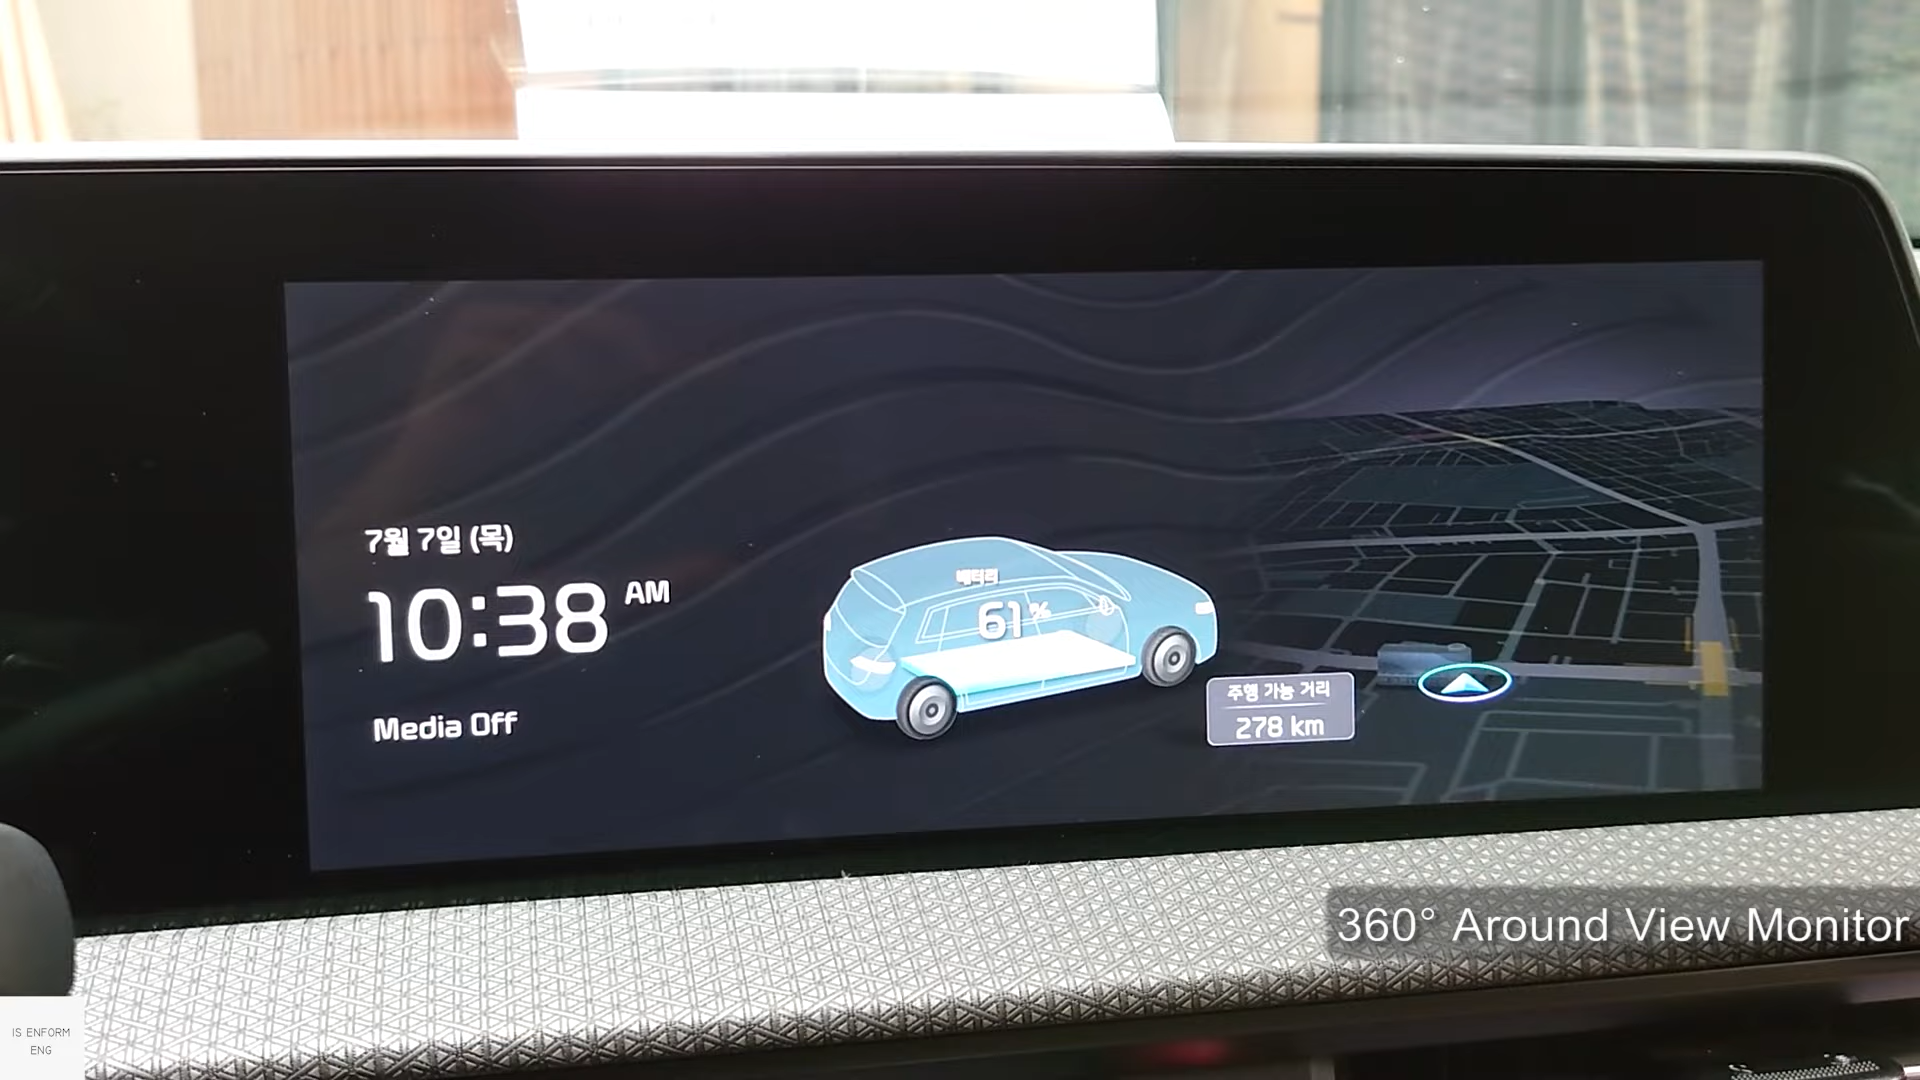 7월 7일 (목)
10:38 AM
Media Off
배터리
61%
주행 가능 거리
278 km
360° Around View Monitor
IS ENFORM
ENG